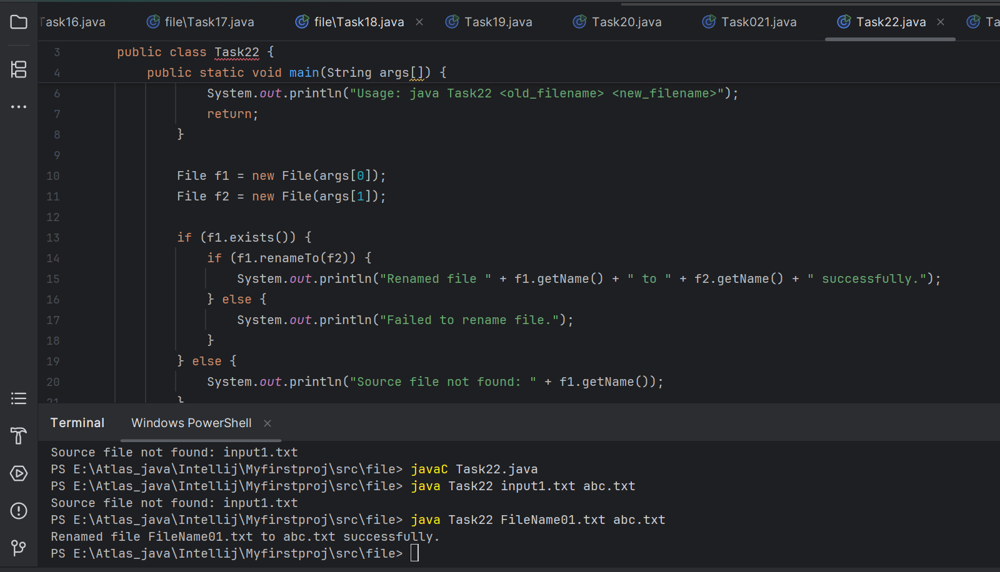 Task16.java file\Task17.java file\Task18.java Task19.java Task20.java Task021.java Task22.java Ta
3 public class Task22 {
4 public static void main(String args[]) {
6 System.out.println("Usage: java Task22 <old_filename> <new_filename>");
7 return;
8 }
9
10 File f1 = new File(args[0]);
11 File f2 = new File(args[1]);
12
13 if (f1.exists()) {
14 if (f1.renameTo(f2)) {
15 System.out.println("Renamed file " + f1.getName() + " to " + f2.getName() + " successfully.");
16 } else {
17 System.out.println("Failed to rename file.");
18 }
19 } else {
20 System.out.println("Source file not found: " + f1.getName());
21 }
Terminal Windows PowerShell
Source file not found: input1.txt
PS E:\Atlas_java\Intellij\Myfirstproj\src\file> javaC Task22.java
PS E:\Atlas_java\Intellij\Myfirstproj\src\file> java Task22 input1.txt abc.txt
Source file not found: input1.txt
PS E:\Atlas_java\Intellij\Myfirstproj\src\file> java Task22 FileName01.txt abc.txt
Renamed file FileName01.txt to abc.txt successfully.
PS E:\Atlas_java\Intellij\Myfirstproj\src\file>